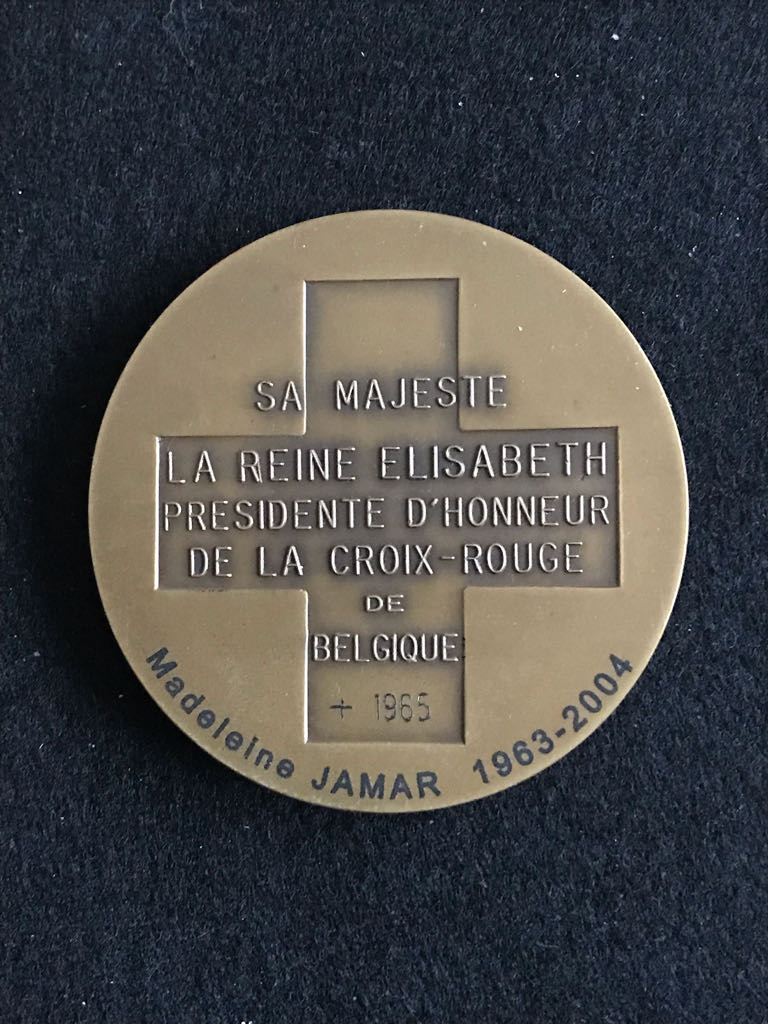 SA MAJESTE
LA REINE ELISABETH
PRESIDENTE D'HONNEUR
DE LA CROIX-ROUGE
DE
BELGIQUE
+ 1965
Madeleine JAMAR 1963-2004